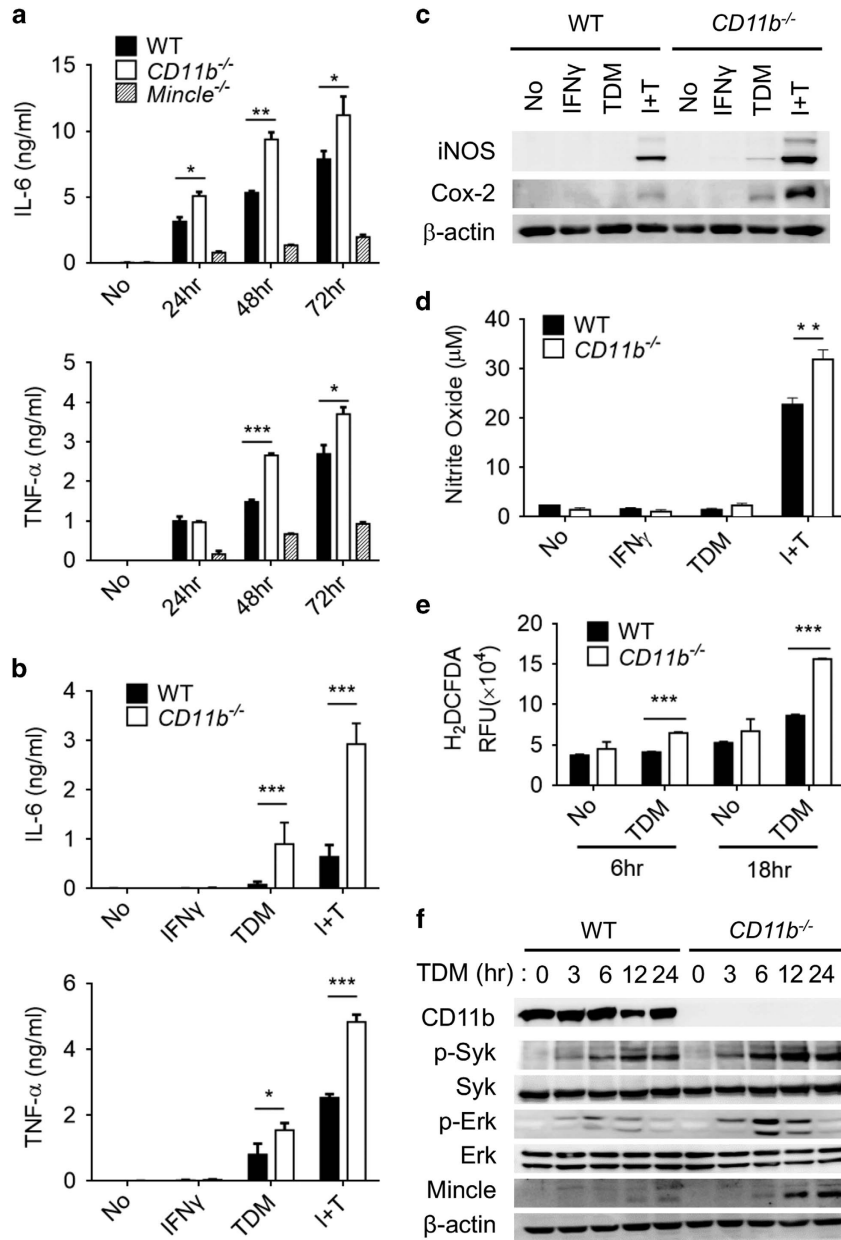 a
WT
CD11b-/-
Mincle-/-
IL-6 (ng/ml)
15
10
5
0
* ** *
No 24hr 48hr 72hr
TNF-α (ng/ml)
5
4
3
2
1
0
*** *
No 24hr 48hr 72hr
b
WT
CD11b-/-
IL-6 (ng/ml)
4
3
2
1
0
*** ***
No IFNγ TDM I+T
TNF-α (ng/ml)
6
4
2
0
* ***
No IFNγ TDM I+T
c
WT CD11b-/-
No IFNγ TDM I+T No IFNγ TDM I+T
iNOS
Cox-2
β-actin
d
WT
CD11b-/-
Nitrite Oxide (μM)
40
30
20
10
0
* *
No IFNγ TDM I+T
e
WT
CD11b-/-
H2DCFDA
RFU(×10⁴)
20
15
10
5
0
*** ***
No TDM No TDM
6hr 18hr
f
WT CD11b-/-
TDM (hr) : 0 3 6 12 24 0 3 6 12 24
CD11b
p-Syk
Syk
p-Erk
Erk
Mincle
β-actin